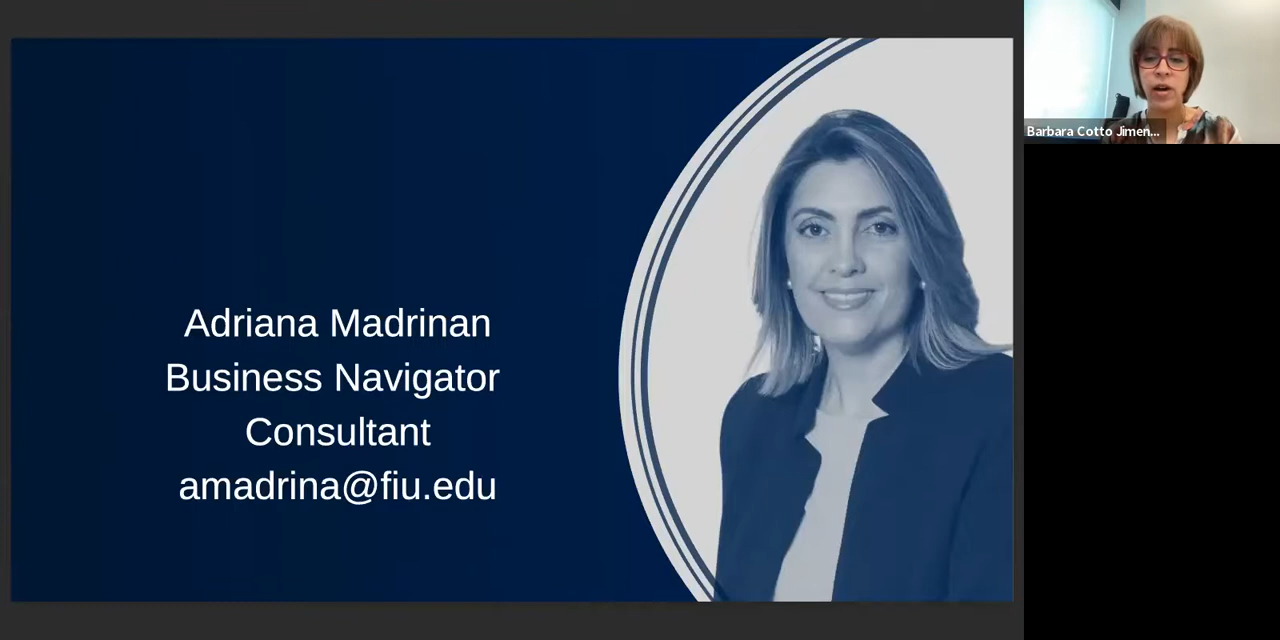 Adriana Madrinan
Business Navigator
Consultant
amadrina@fiu.edu
Barbara Cotto Jimen...